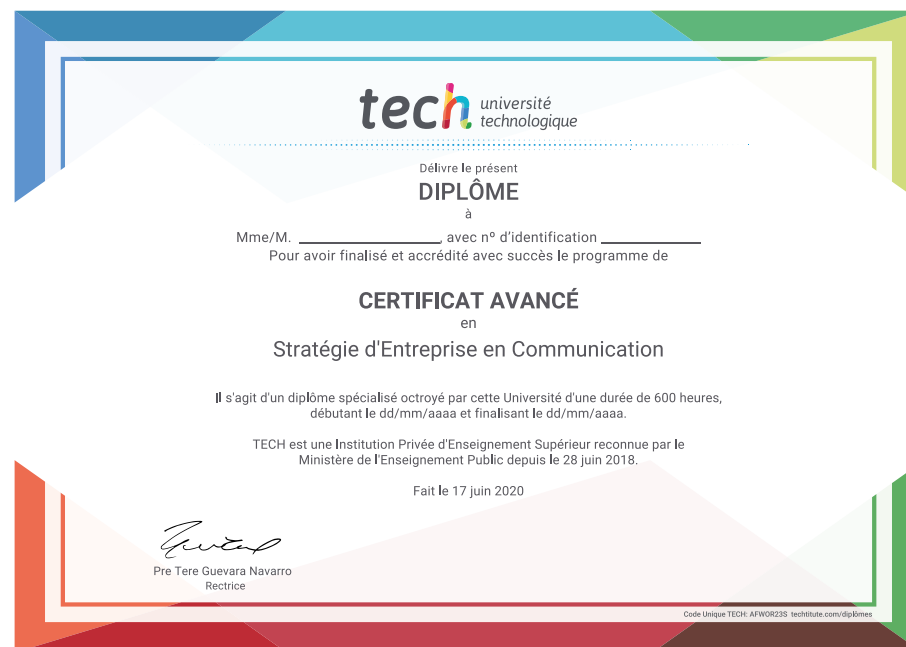 tech université
technologique
Délivre le présent
DIPLÔME
à
Mme/M. ____________________, avec nº d'identification ______________
Pour avoir finalisé et accrédité avec succès le programme de
CERTIFICAT AVANCÉ
en
Stratégie d'Entreprise en Communication
Il s'agit d'un diplôme spécialisé octroyé par cette Université d'une durée de 600 heures,
débutant le dd/mm/aaaa et finalisant le dd/mm/aaaa.
TECH est une Institution Privée d'Enseignement Supérieur reconnue par le
Ministère de l'Enseignement Public depuis le 28 juin 2018.
Fait le 17 juin 2020
Pre Tere Guevara Navarro
Rectrice
Code Unique TECH: AFWOR23S techtitute.com/diplômes